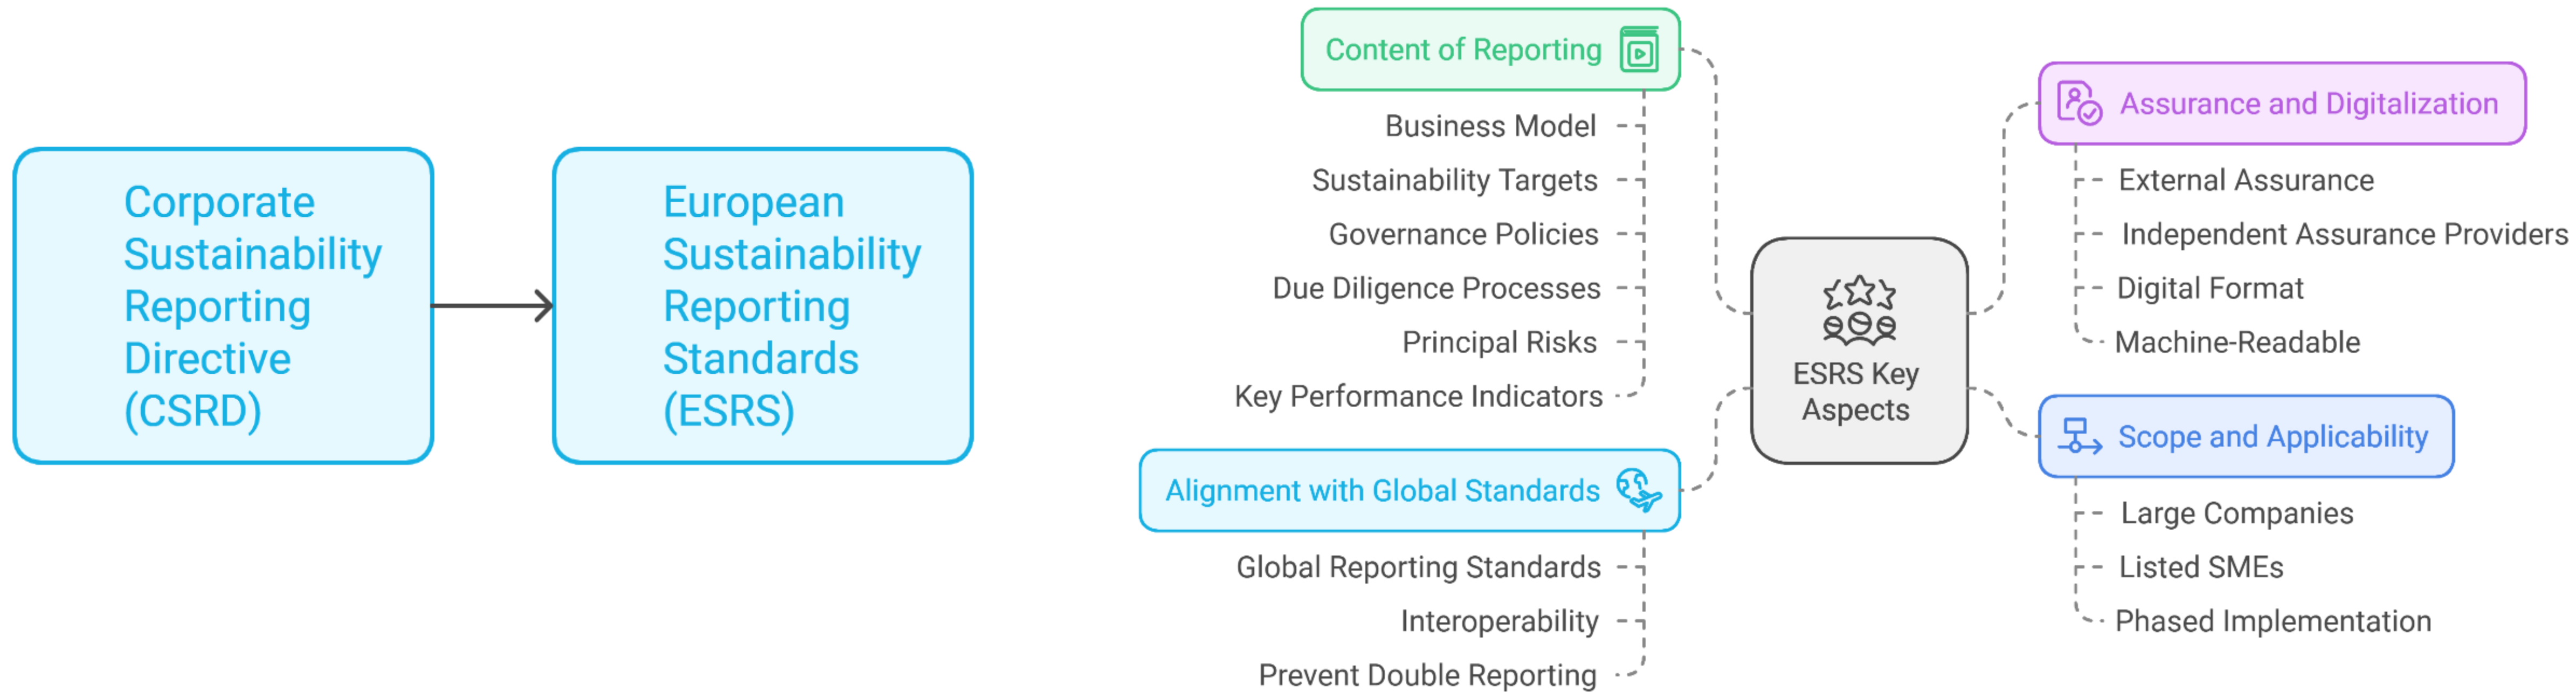 Corporate
Sustainability
Reporting
Directive
(CSRD)
European
Sustainability
Reporting
Standards
(ESRS)
Content of Reporting
Business Model
Sustainability Targets
Governance Policies
Due Diligence Processes
Principal Risks
Key Performance Indicators
Alignment with Global Standards
Global Reporting Standards
Interoperability
Prevent Double Reporting
ESRS Key
Aspects
Assurance and Digitalization
External Assurance
Independent Assurance Providers
Digital Format
Machine-Readable
Scope and Applicability
Large Companies
Listed SMEs
Phased Implementation